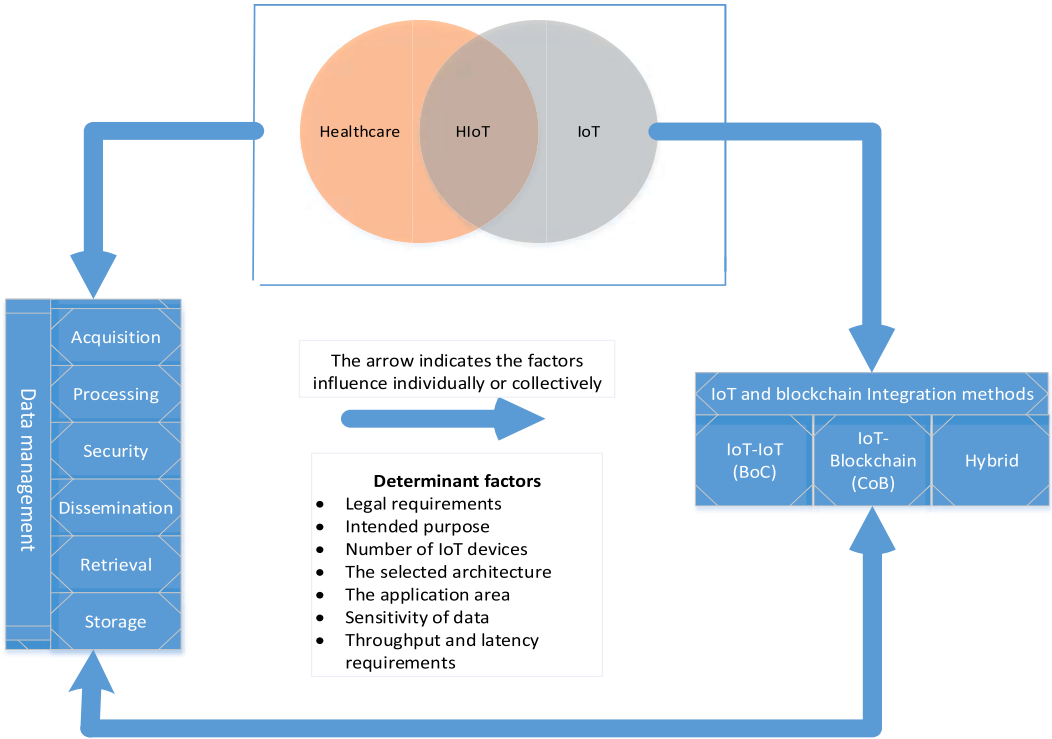 Healthcare
HIoT
IoT
Data management
Acquisition
Processing
Security
Dissemination
Retrieval
Storage
The arrow indicates the factors
influence individually or collectively
Determinant factors
• Legal requirements
• Intended purpose
• Number of IoT devices
• The selected architecture
• The application area
• Sensitivity of data
• Throughput and latency
requirements
IoT and blockchain Integration methods
IoT-IoT
(BoC)
IoT-
Blockchain
(CoB)
Hybrid